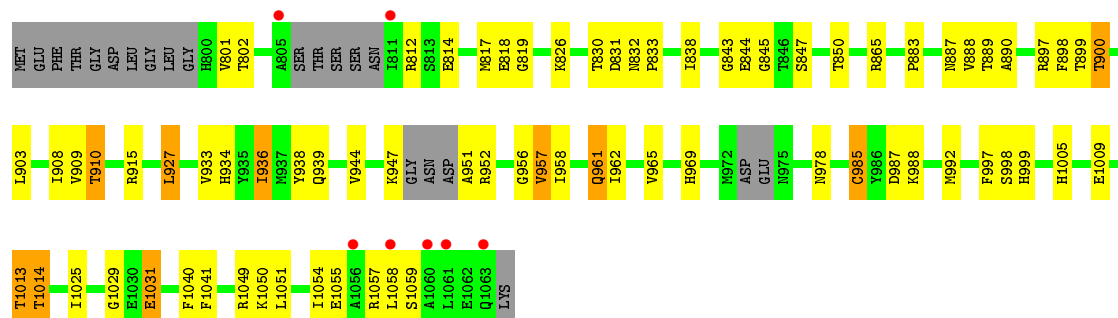 MET GLU PHE THR GLY ASP LEU GLY LEU GLY H800 V801 T802 A805 SER THR SER SER ASN I811 R812 S813 E814 M817 E818 G819 K826 T830 D831 N832 P833 I838 G843 E844 G845 T846 S847 T850 R865 P883 N887 V888 T889 A890 R897 F898 T899 T900
L903 I908 V909 T910 R915 L927 V933 H934 Y935 I936 M937 Y938 Q939 V944 K947 GLY ASN ASP A951 R952 G956 V957 I958 Q961 I962 V965 H969 M972 ASP GLU N975 N978 C985 Y986 D987 K988 M992 F997 S998 H999 H1005 E1009
T1013 T1014 I1025 G1029 E1030 E1031 F1040 F1041 R1049 K1050 L1051 I1054 E1055 A1056 R1057 L1058 S1059 A1060 L1061 E1062 Q1063 LYS